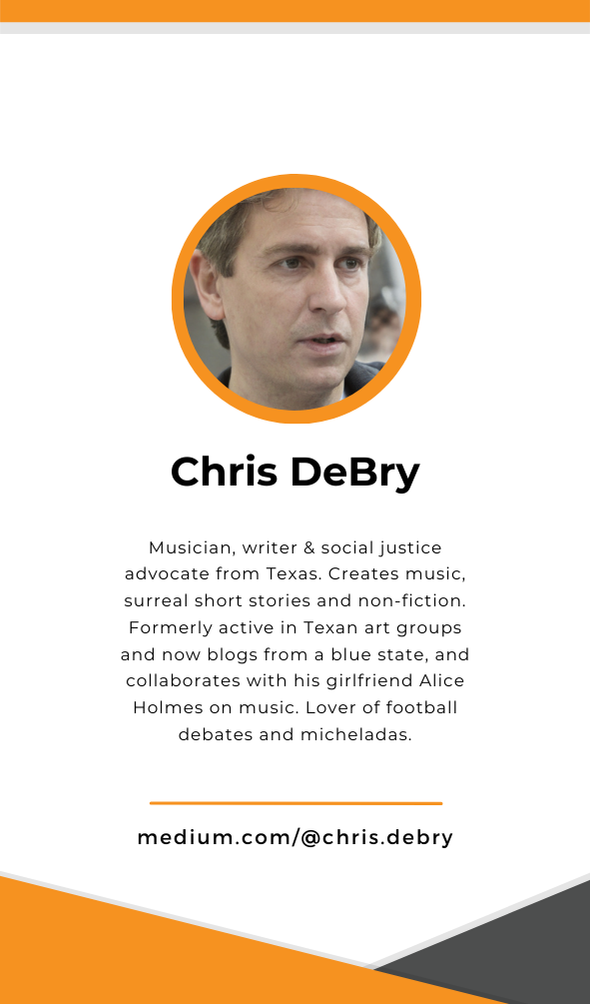 Chris DeBry
Musician, writer & social justice
advocate from Texas. Creates music,
surreal short stories and non-fiction.
Formerly active in Texan art groups
and now blogs from a blue state, and
collaborates with his girlfriend Alice
Holmes on music. Lover of football
debates and micheladas.
medium.com/@chris.debry